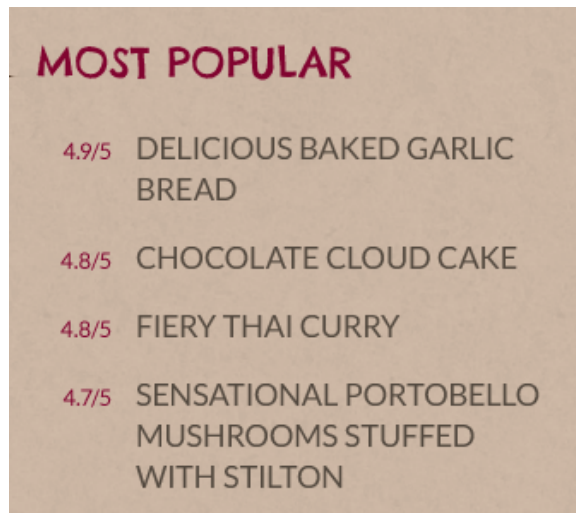 MOST POPULAR
4.9/5 DELICIOUS BAKED GARLIC
BREAD
4.8/5 CHOCOLATE CLOUD CAKE
4.8/5 FIERY THAI CURRY
4.7/5 SENSATIONAL PORTOBELLO
MUSHROOMS STUFFED
WITH STILTON